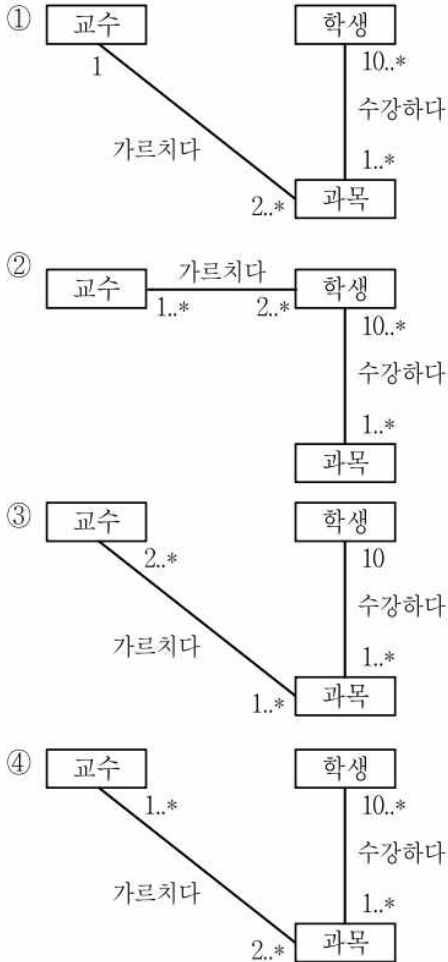 ① 교수 학생
1 10..*
가르치다 수강하다
1..*
2..* 과목
② 교수 가르치다 학생
1..* 2..* 10..*
수강하다
1..*
과목
③ 교수 학생
2..* 10
가르치다 수강하다
1..*
1..* 과목
④ 교수 학생
1..* 10..*
가르치다 수강하다
1..*
2..* 과목